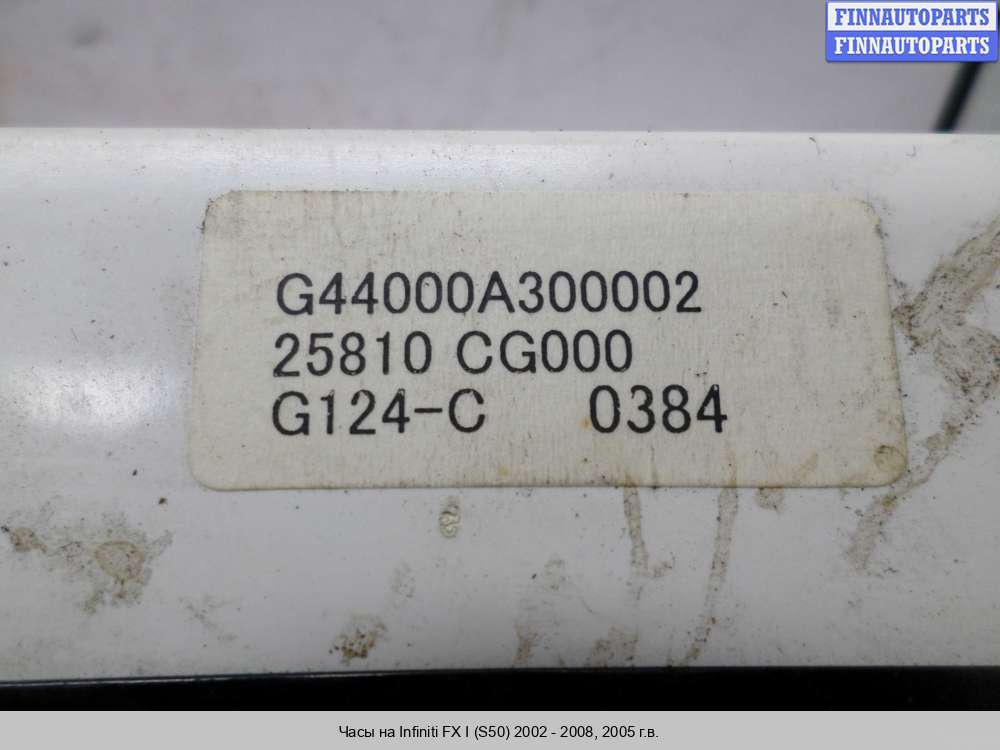 FINNAUTOPARTS
FINNAUTOPARTS
G44000A300002
25810 CG000
G124-C 0384
Часы на Infiniti FX I (S50) 2002 - 2008, 2005 г.в.